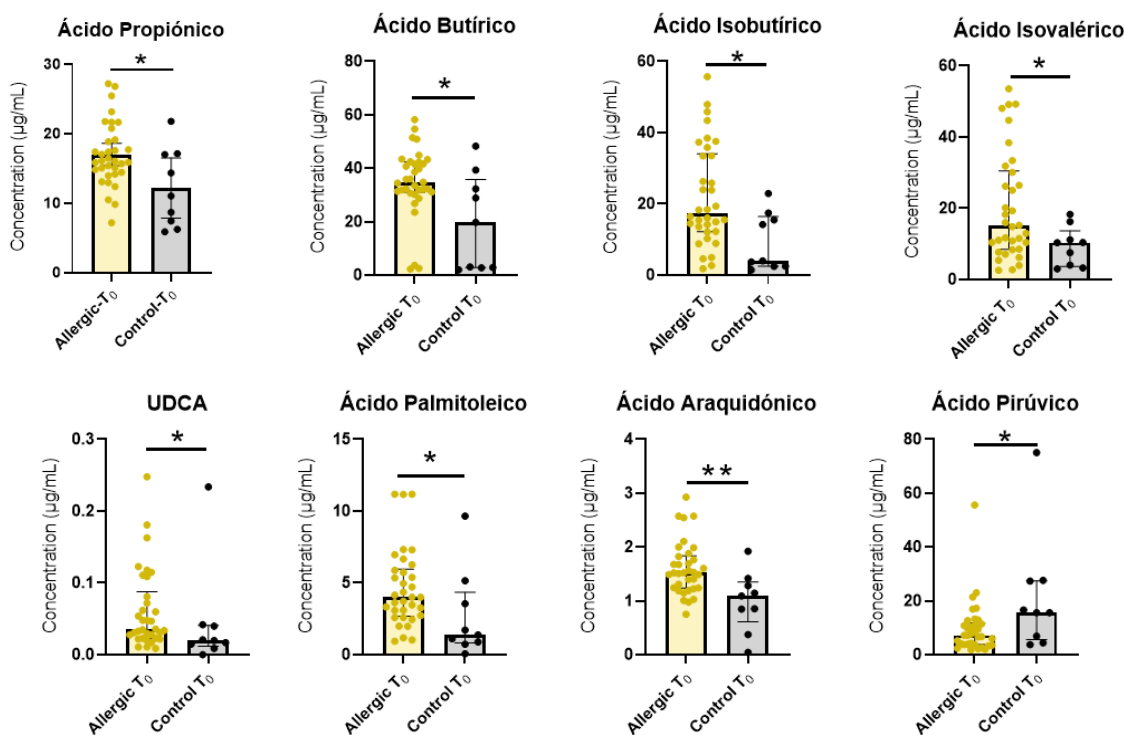 Ácido Propiónico
*
Concentration (µg/mL)
30
20
10
0
Allergic-T0
Control-T0
Ácido Butírico
*
Concentration (µg/mL)
80
60
40
20
0
Allergic T0
Control T0
Ácido Isobutírico
*
Concentration (µg/mL)
60
40
20
0
Allergic T0
Control T0
Ácido Isovalérico
*
Concentration (µg/mL)
60
40
20
0
Allergic T0
Control T0
UDCA
*
Concentration (µg/mL)
0.3
0.2
0.1
0.0
Allergic T0
Control T0
Ácido Palmitoleico
*
Concentration (µg/mL)
15
10
5
0
Allergic T0
Control T0
Ácido Araquidónico
**
Concentration (µg/mL)
4
3
2
1
0
Allergic T0
Control T0
Ácido Pirúvico
*
Concentration (µg/mL)
80
60
40
20
0
Allergic T0
Control T0